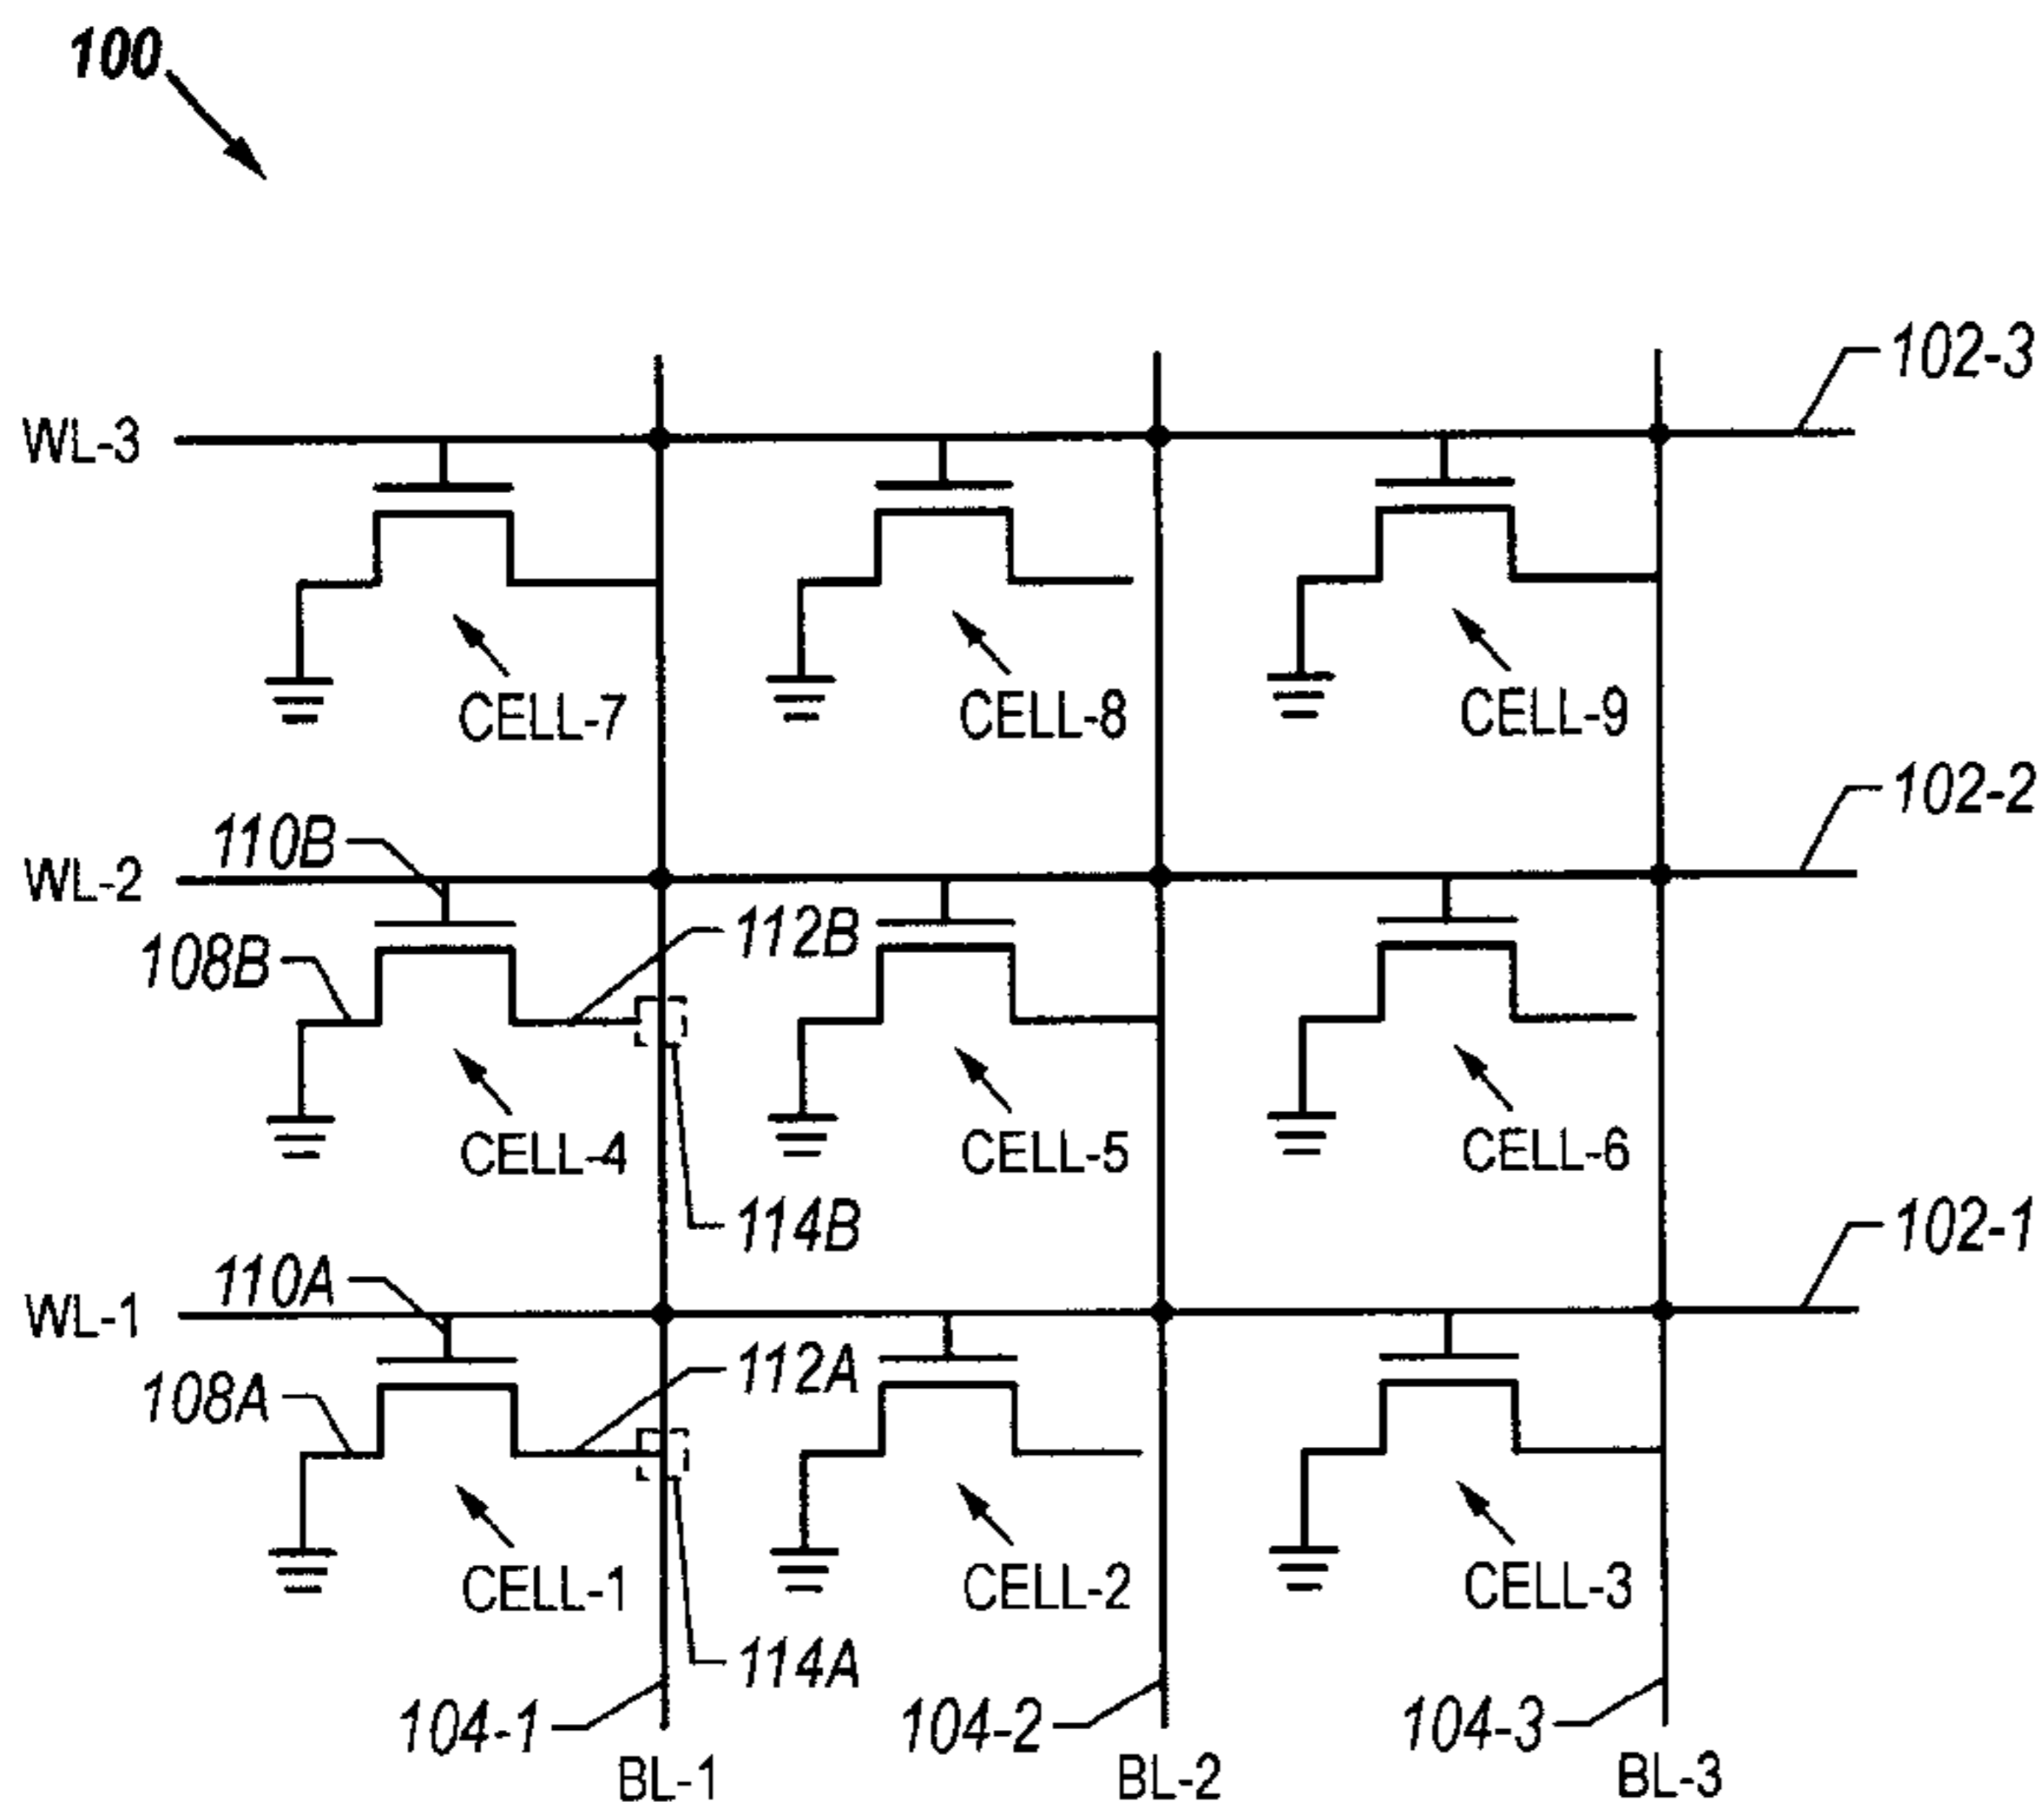 100
102-3
WL-3
CELL-7 CELL-8 CELL-9
102-2
110B
WL-2
112B
108B
CELL-4 CELL-5 CELL-6
114B
102-1
110A
WL-1
112A
108A
CELL-1 CELL-2 CELL-3
114A
104-1 104-2 104-3
BL-1 BL-2 BL-3